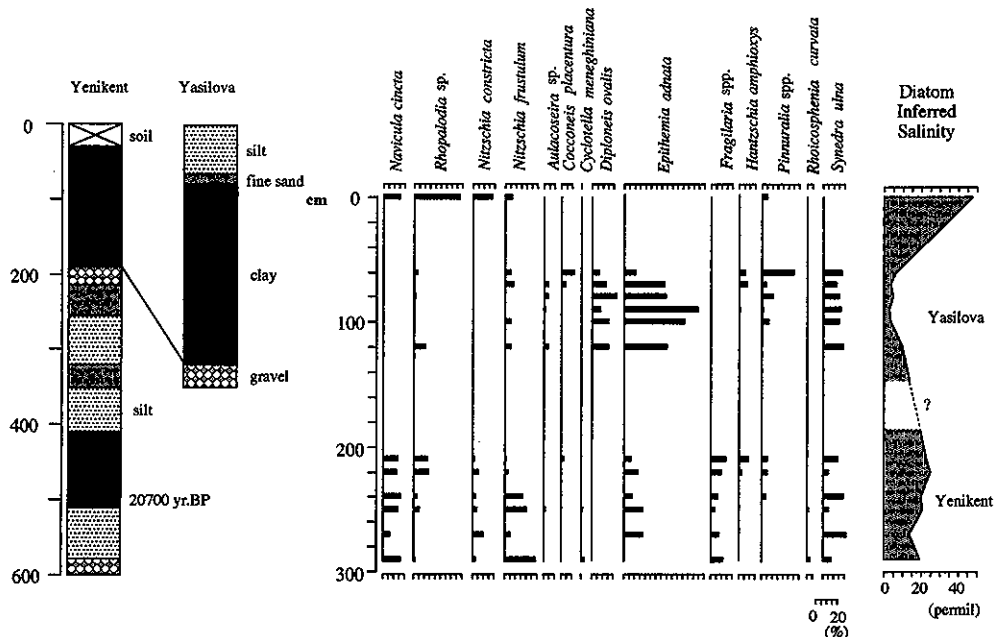 Yenikent
Yasilova
0
200
400
600
soil
silt
fine sand
clay
gravel
silt
20700 yr.BP
Navicula cincta
Rhopalodia sp.
Nitzschia constricta
Nitzschia frustulum
Aulacoseira sp.
Cocconeis placentura
Cyclotella meneghiniana
Diploneis ovalis
Epithemia adnata
Fragilaria spp.
Hantzschia amphioxys
Pinnuralia spp.
Rhoicosphenia curvata
Synedra ulna
cm
0
100
200
300
0 20
(%)
Diatom
Inferred
Salinity
Yasilova
?
Yenikent
0 20 40
(permil)